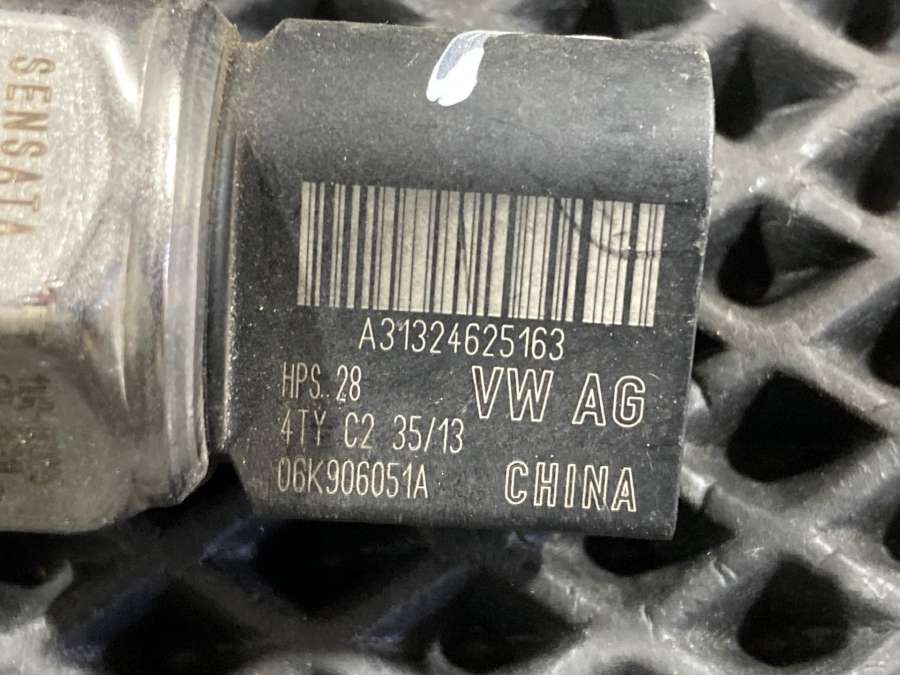 SENSATA
A31324625163
HPS. 28
VW AG
4TY C2 35/13
06K906051A
CHINA